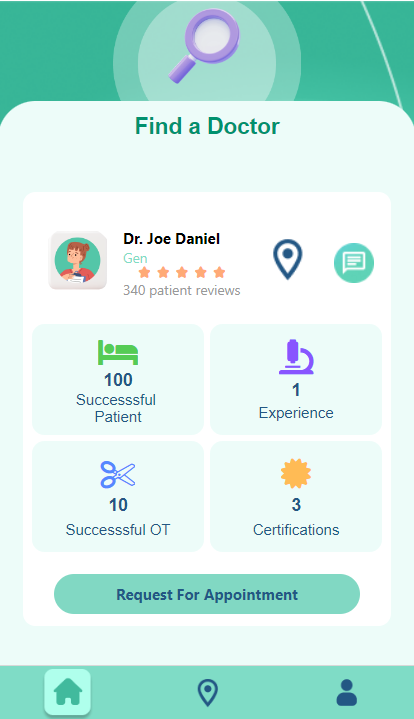 Find a Doctor
Dr. Joe Daniel
Gen
340 patient reviews
100
Successsful
Patient
1
Experience
10
Successsful OT
3
Certifications
Request For Appointment